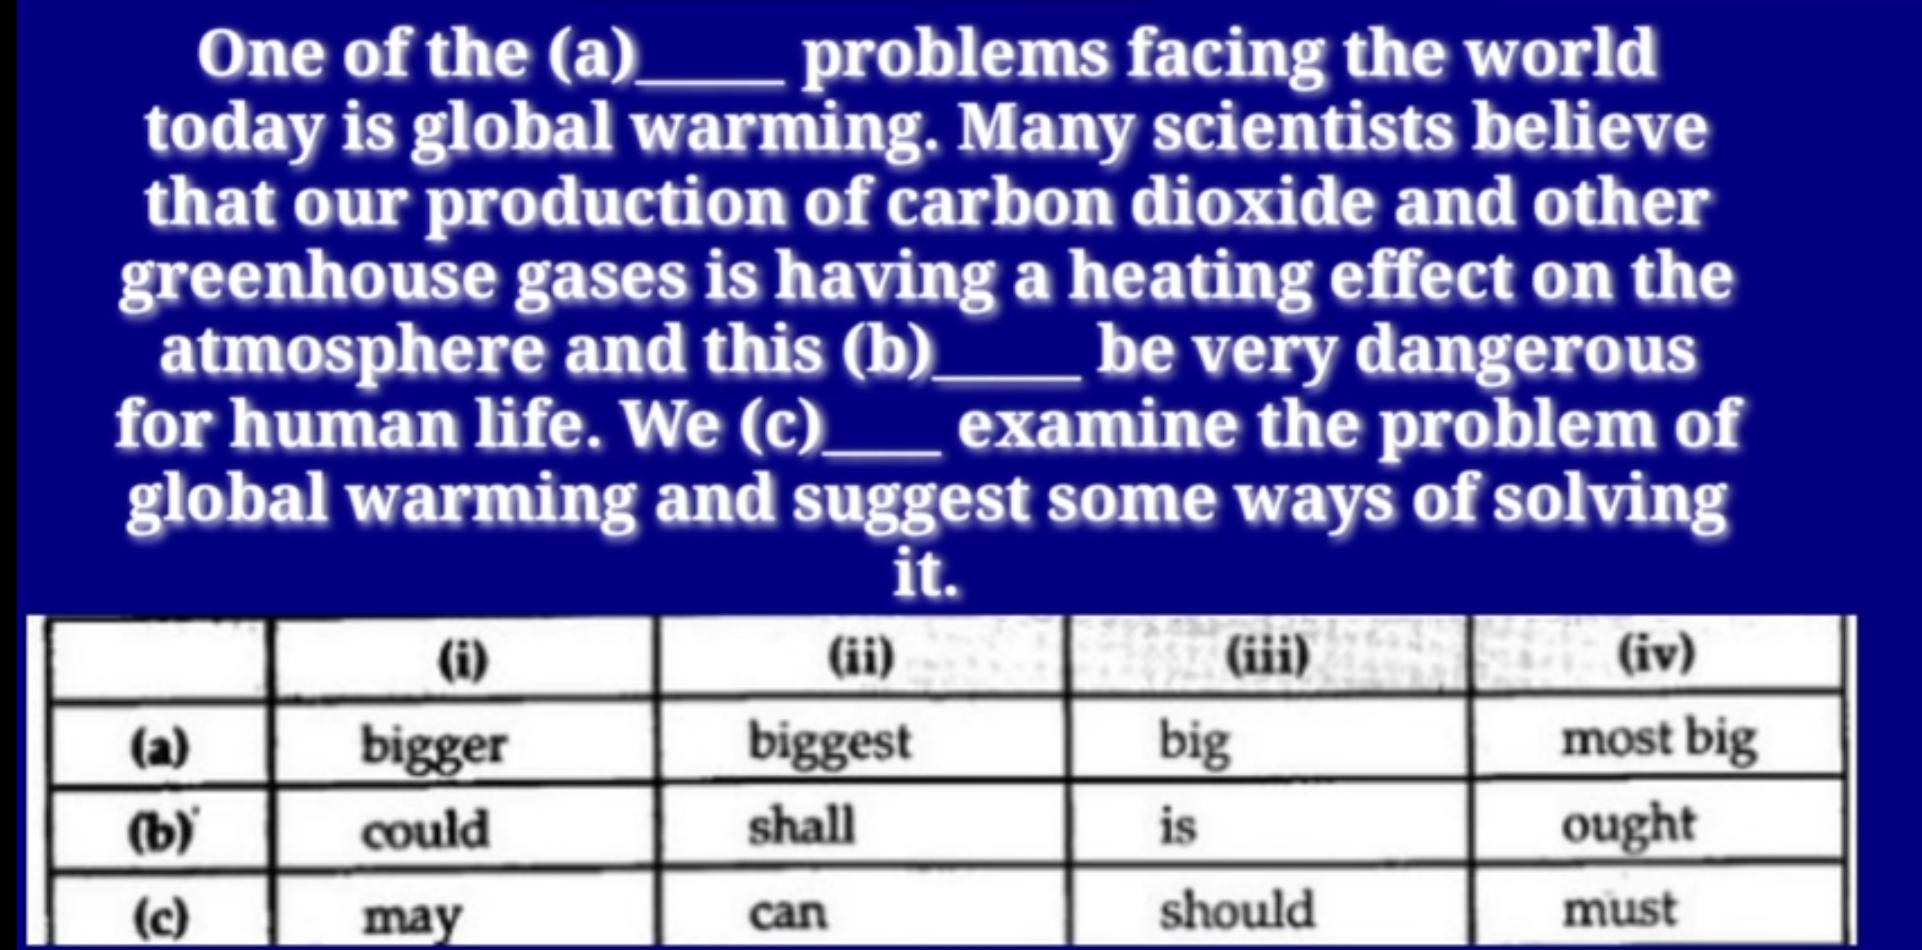 One of the (a)_____ problems facing the world
today is global warming. Many scientists believe
that our production of carbon dioxide and other
greenhouse gases is having a heating effect on the
atmosphere and this (b)_____ be very dangerous
for human life. We (c)____ examine the problem of
global warming and suggest some ways of solving
it.
(i) (ii) (iii) (iv)
(a) bigger biggest big most big
(b) could shall is ought
(c) may can should must